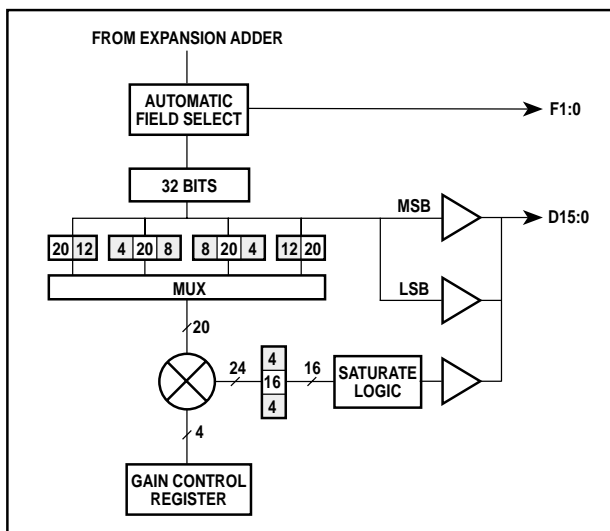 FROM EXPANSION ADDER
AUTOMATIC
FIELD SELECT
F1:0
32 BITS
MSB
D15:0
20 12
4 20 8
8 20 4
12 20
MUX
LSB
20
24
4
16
4
16
SATURATE
LOGIC
4
GAIN CONTROL
REGISTER